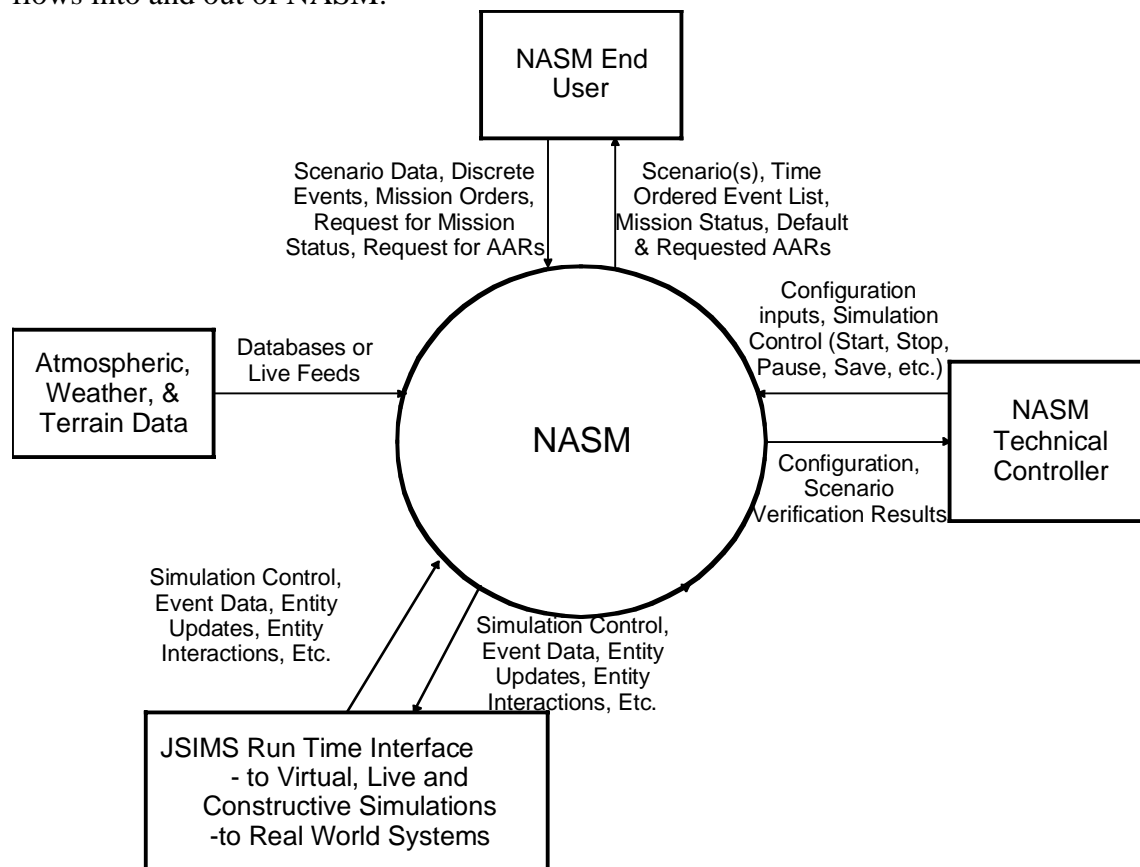 flows into and out of NASM.
NASM End
User
Scenario Data, Discrete
Events, Mission Orders,
Request for Mission
Status, Request for AARs
Scenario(s), Time
Ordered Event List,
Mission Status, Default
& Requested AARs
Configuration
inputs, Simulation
Control (Start, Stop,
Pause, Save, etc.)
Atmospheric,
Weather, &
Terrain Data
Databases or
Live Feeds
NASM
NASM
Technical
Controller
Configuration,
Scenario
Verification Results
Simulation Control,
Event Data, Entity
Updates, Entity
Interactions, Etc.
Simulation Control,
Event Data, Entity
Updates, Entity
Interactions, Etc.
JSIMS Run Time Interface
- to Virtual, Live and
Constructive Simulations
-to Real World Systems